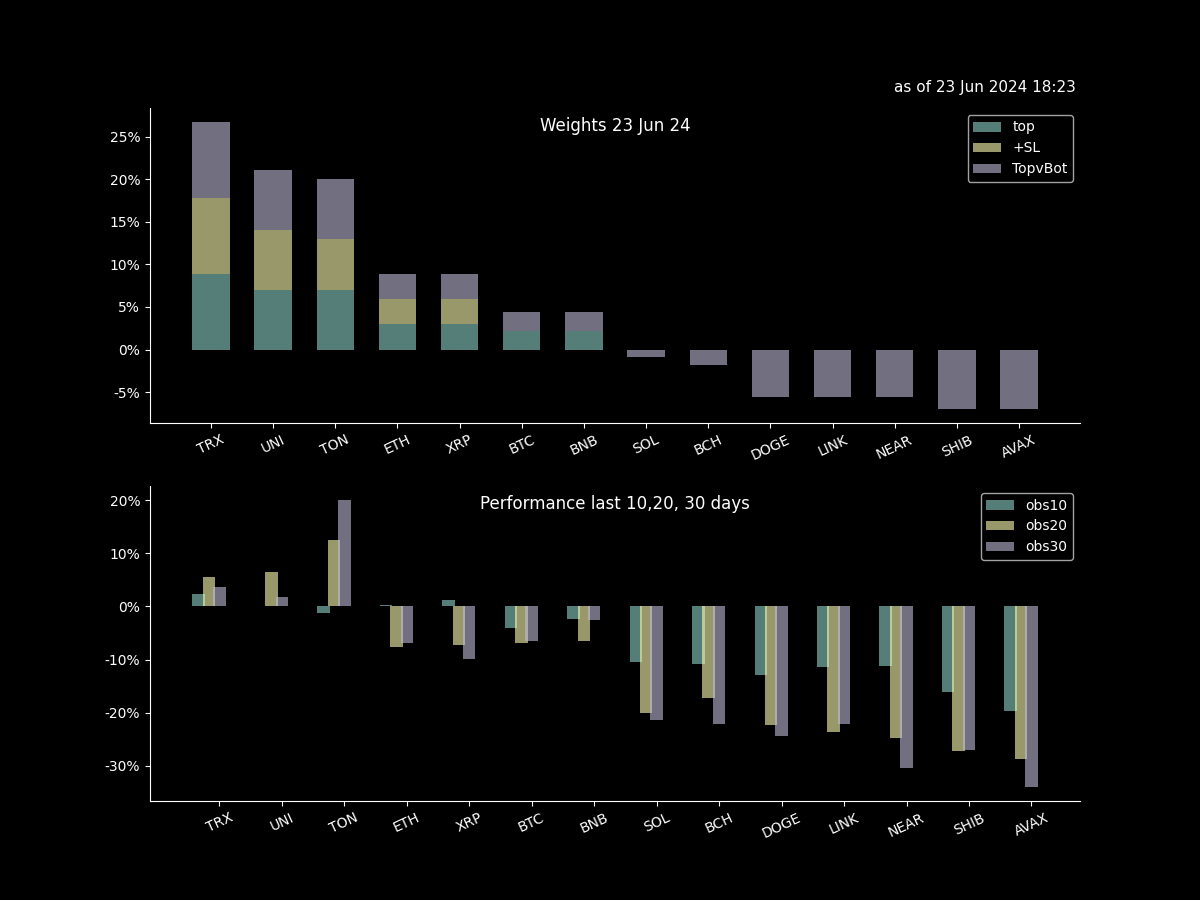 as of 23 Jun 2024 18:23
Weights 23 Jun 24
top
+SL
TopvBot
25%
20%
15%
10%
5%
0%
-5%
TRX UNI TON ETH XRP BTC BNB SOL BCH DOGE LINK NEAR SHIB AVAX
Performance last 10,20, 30 days
obs10
obs20
obs30
20%
10%
0%
-10%
-20%
-30%
TRX UNI TON ETH XRP BTC BNB SOL BCH DOGE LINK NEAR SHIB AVAX